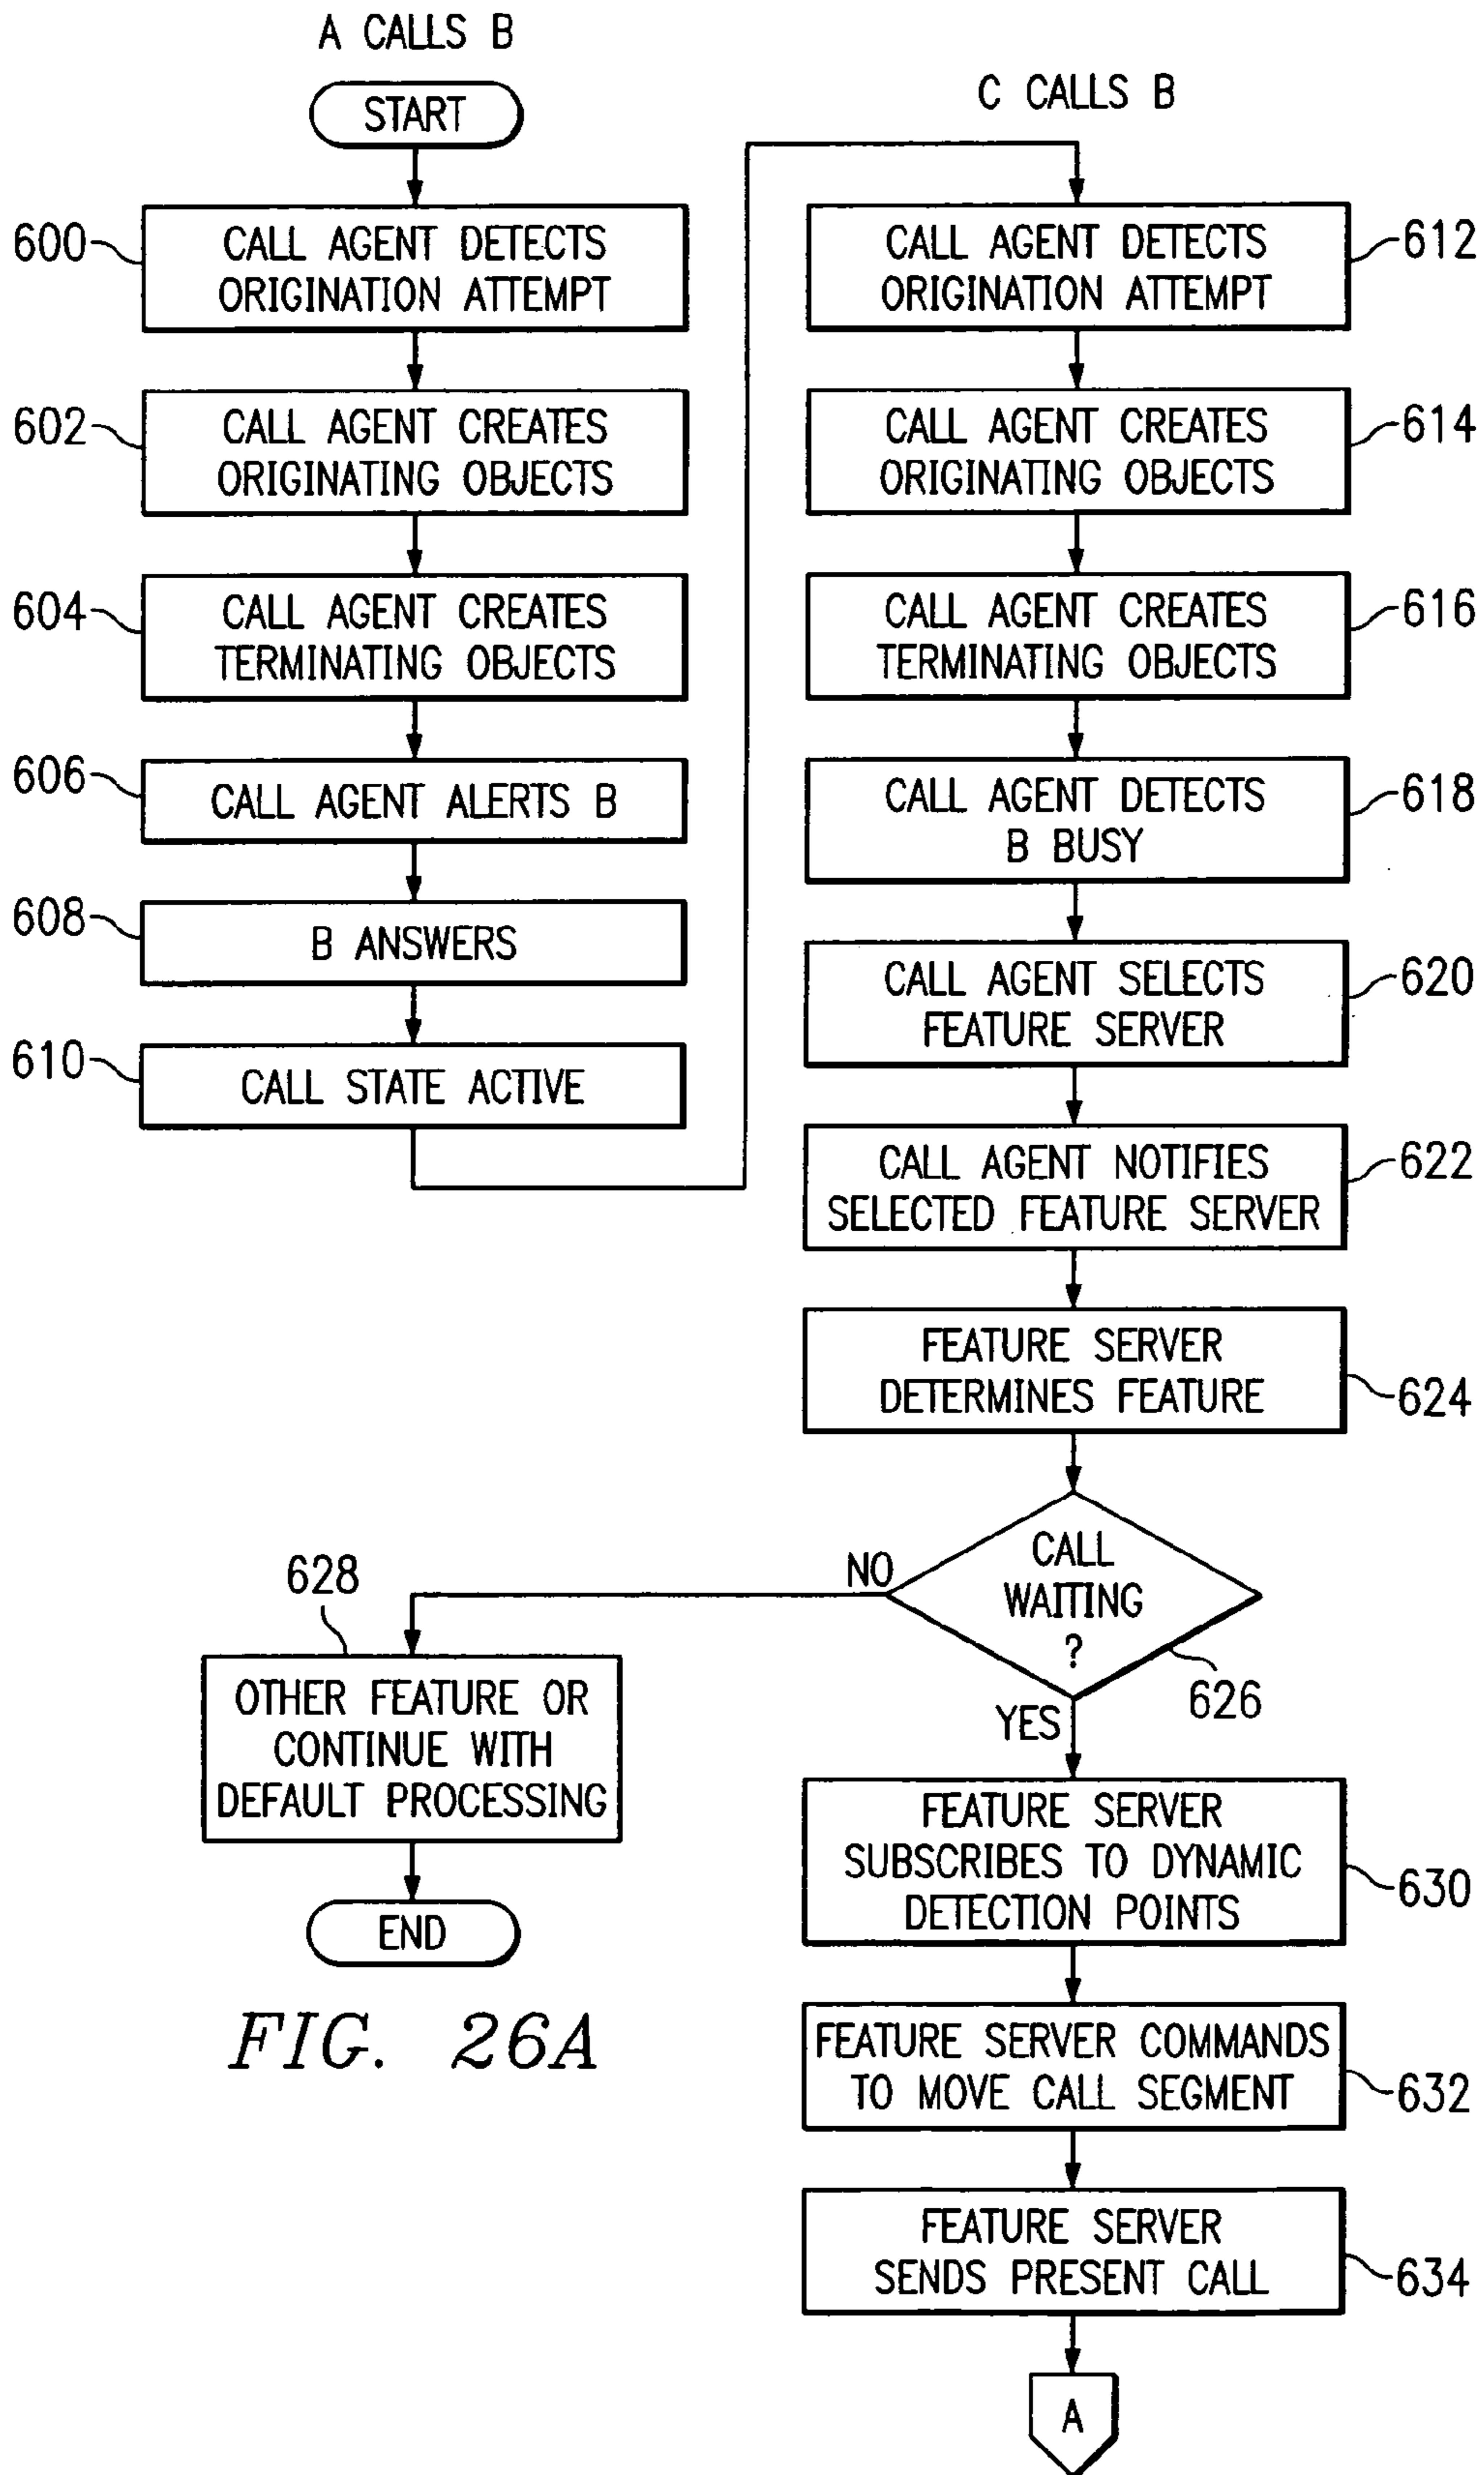 A CALLS B
START
600
CALL AGENT DETECTS
ORIGINATION ATTEMPT
602
CALL AGENT CREATES
ORIGINATING OBJECTS
604
CALL AGENT CREATES
TERMINATING OBJECTS
606
CALL AGENT ALERTS B
608
B ANSWERS
610
CALL STATE ACTIVE
C CALLS B
CALL AGENT DETECTS
ORIGINATION ATTEMPT
612
CALL AGENT CREATES
ORIGINATING OBJECTS
614
CALL AGENT CREATES
TERMINATING OBJECTS
616
CALL AGENT DETECTS
B BUSY
618
CALL AGENT SELECTS
FEATURE SERVER
620
CALL AGENT NOTIFIES
SELECTED FEATURE SERVER
622
FEATURE SERVER
DETERMINES FEATURE
624
CALL
WAITING
?
626
NO
628
OTHER FEATURE OR
CONTINUE WITH
DEFAULT PROCESSING
END
YES
FEATURE SERVER
SUBSCRIBES TO DYNAMIC
DETECTION POINTS
630
FEATURE SERVER COMMANDS
TO MOVE CALL SEGMENT
632
FEATURE SERVER
SENDS PRESENT CALL
634
A
FIG. 26A